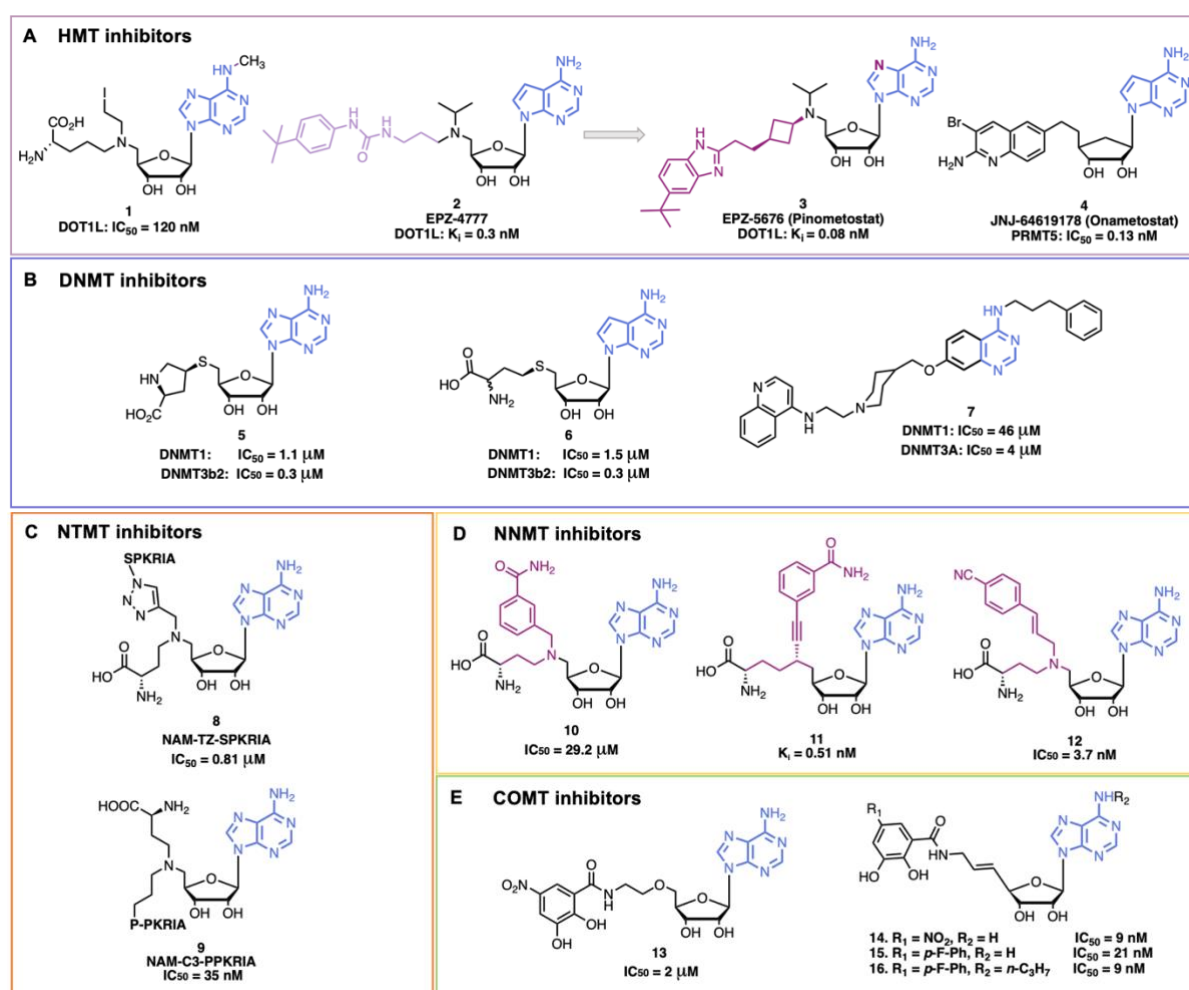 A HMT inhibitors
HN CH₃
I
CO₂H
H₂N
N
N
N
N
N
O
OH OH
1
DOT1L: IC₅₀ = 120 nM
H
N
H
N
O
N
O
NH₂
N
N
N
OH OH
2
EPZ-4777
DOT1L: Kᵢ = 0.3 nM
NH₂
N
N
N
N
N
O
H
N
N
OH OH
3
EPZ-5676 (Pinometostat)
DOT1L: Kᵢ = 0.08 nM
NH₂
N
N
N
Br
H₂N
N
OH OH
4
JNJ-64619178 (Onametostat)
PRMT5: IC₅₀ = 0.13 nM
B DNMT inhibitors
NH₂
N
N
N
N
S
O
HN
HO₂C
OH OH
5
DNMT1: IC₅₀ = 1.1 μM
DNMT3b2: IC₅₀ = 0.3 μM
NH₂
N
N
N
O
HO
NH₂
S
O
OH OH
6
DNMT1: IC₅₀ = 1.5 μM
DNMT3b2: IC₅₀ = 0.3 μM
HN
N
N
O
N
N
H
N
7
DNMT1: IC₅₀ = 46 μM
DNMT3A: IC₅₀ = 4 μM
C NTMT inhibitors
SPKRIA
N
N
N
NH₂
N
N
N
N
N
O
O
HO
NH₂
OH OH
8
NAM-TZ-SPKRIA
IC₅₀ = 0.81 μM
HOOC NH₂
NH₂
N
N
N
N
N
O
OH OH
P-PKRIA
9
NAM-C3-PPKRIA
IC₅₀ = 35 nM
D NNMT inhibitors
O
NH₂
NH₂
N
N
N
N
O
HO
NH₂
N
O
OH OH
10
IC₅₀ = 29.2 μM
O
NH₂
NH₂
N
N
N
N
O
HO
NH₂
O
OH OH
11
Kᵢ = 0.51 nM
NC
NH₂
N
N
N
N
O
HO
NH₂
N
O
OH OH
12
IC₅₀ = 3.7 nM
E COMT inhibitors
NH₂
N
N
N
N
O₂N
O
N
H
O
O
OH
OH
OH OH
13
IC₅₀ = 2 μM
R₁
O
HN
HO OH
NHR₂
N
N
N
N
O
OH OH
14. R₁ = NO₂, R₂ = H IC₅₀ = 9 nM
15. R₁ = p-F-Ph, R₂ = H IC₅₀ = 21 nM
16. R₁ = p-F-Ph, R₂ = n-C₃H₇ IC₅₀ = 9 nM